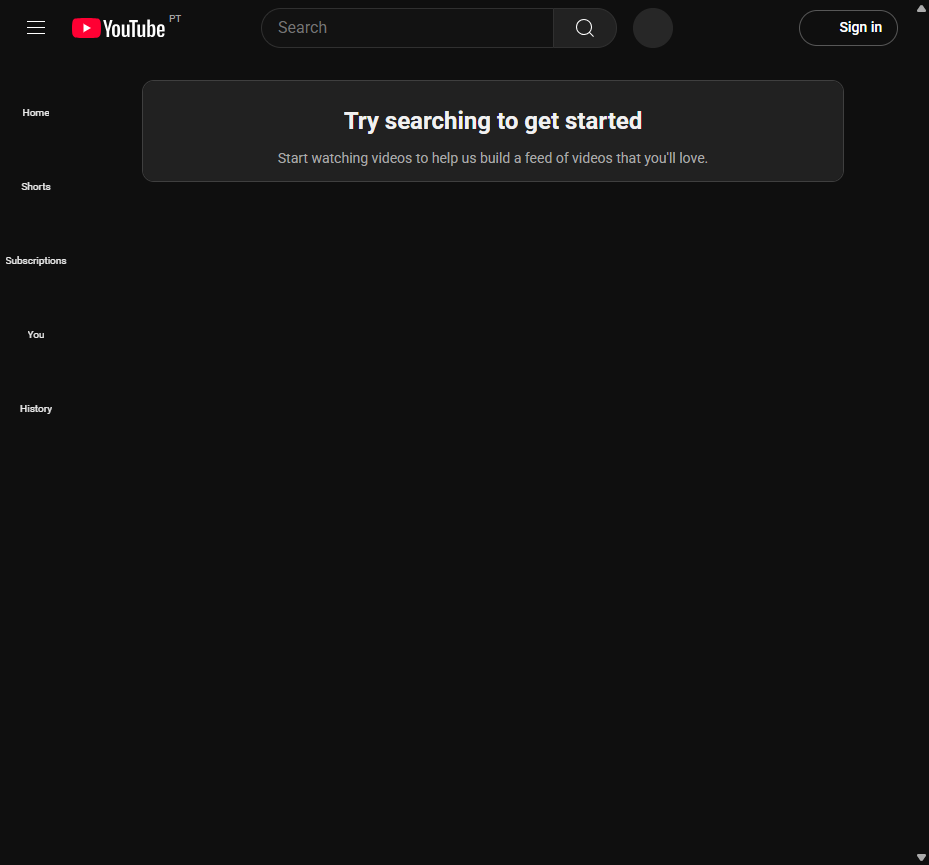 YouTube PT
Search
Sign in
Home
Shorts
Subscriptions
You
History
Try searching to get started
Start watching videos to help us build a feed of videos that you'll love.